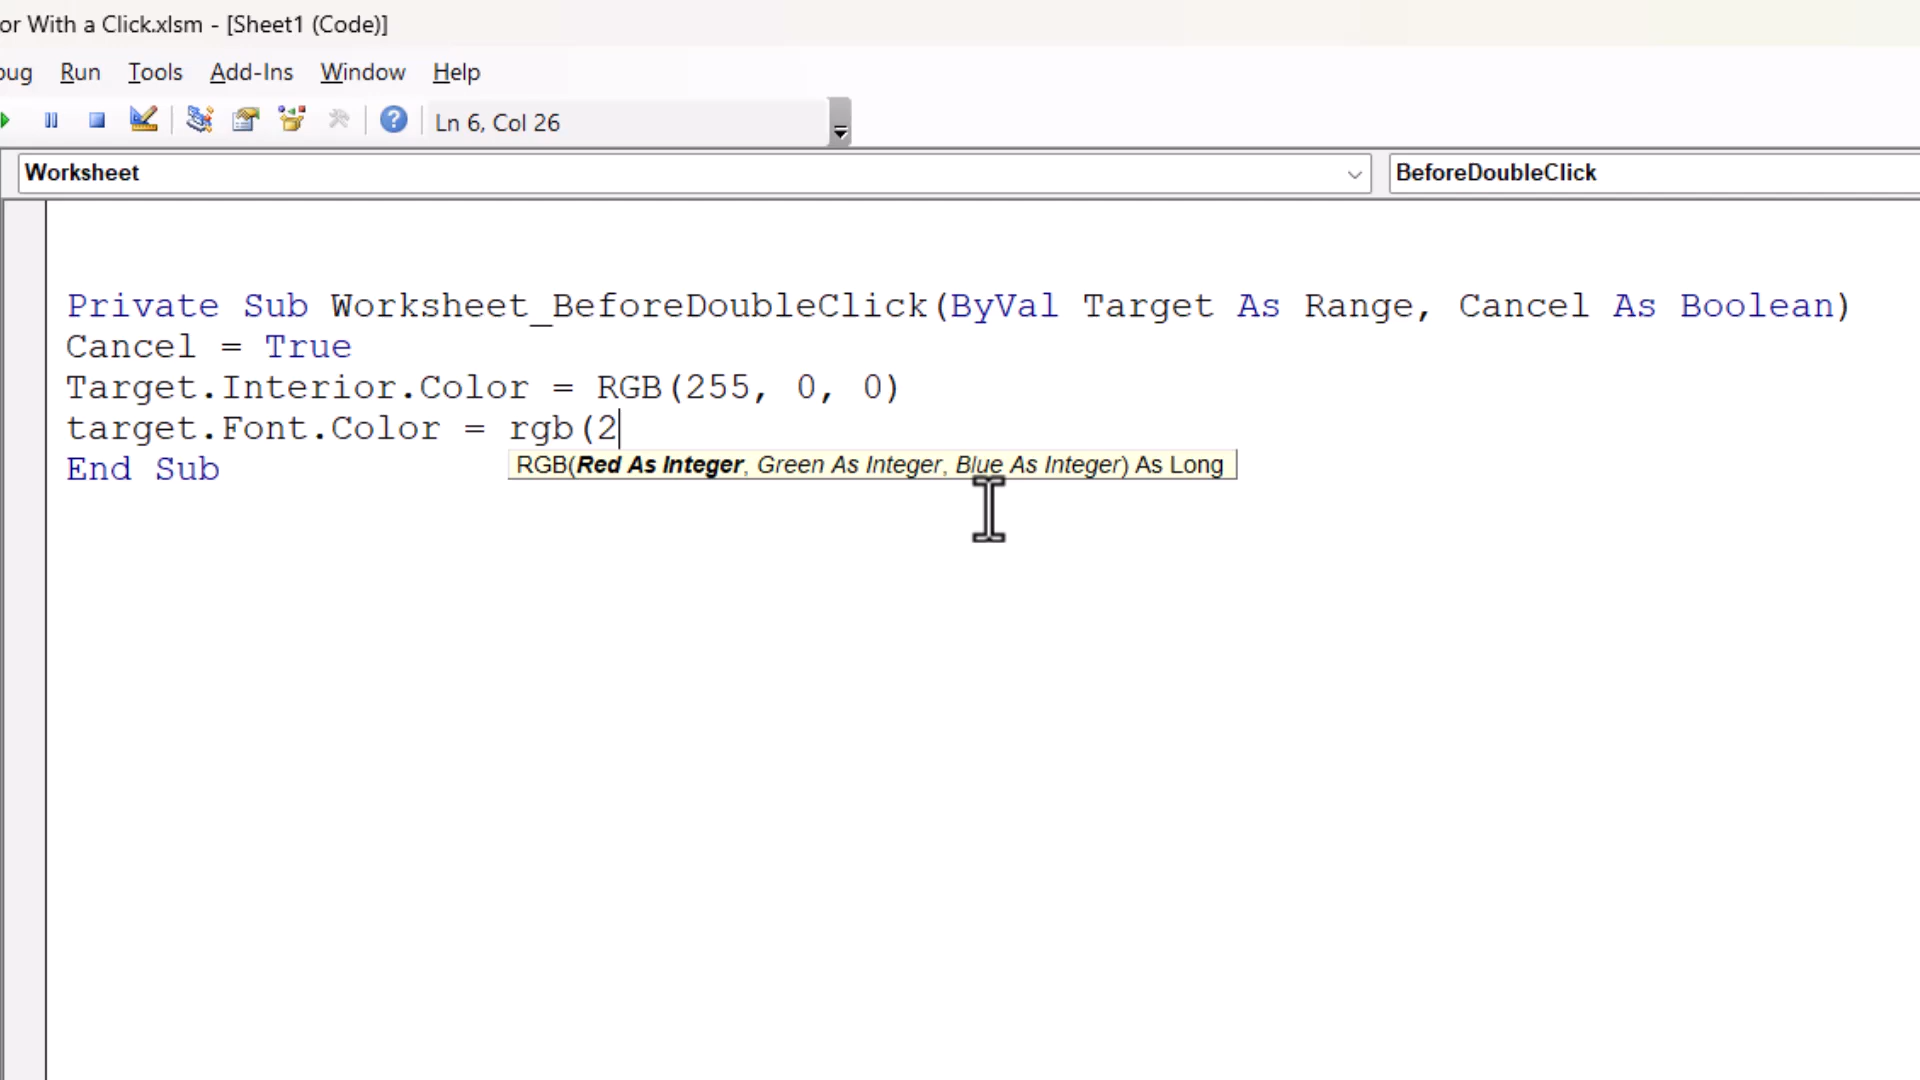 or With a Click.xlsm - [Sheet1 (Code)]
bug Run Tools Add-Ins Window Help
Ln 6, Col 26
Worksheet BeforeDoubleClick
Private Sub Worksheet_BeforeDoubleClick(ByVal Target As Range, Cancel As Boolean)
Cancel = True
Target.Interior.Color = RGB(255, 0, 0)
target.Font.Color = rgb(2
RGB(Red As Integer, Green As Integer, Blue As Integer) As Long
End Sub